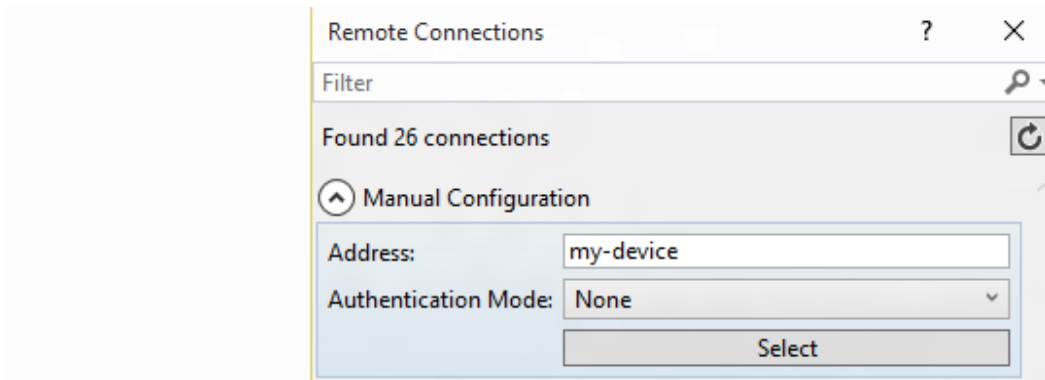 Remote Connections ?
Filter
Found 26 connections
Manual Configuration
Address: my-device
Authentication Mode: None
Select